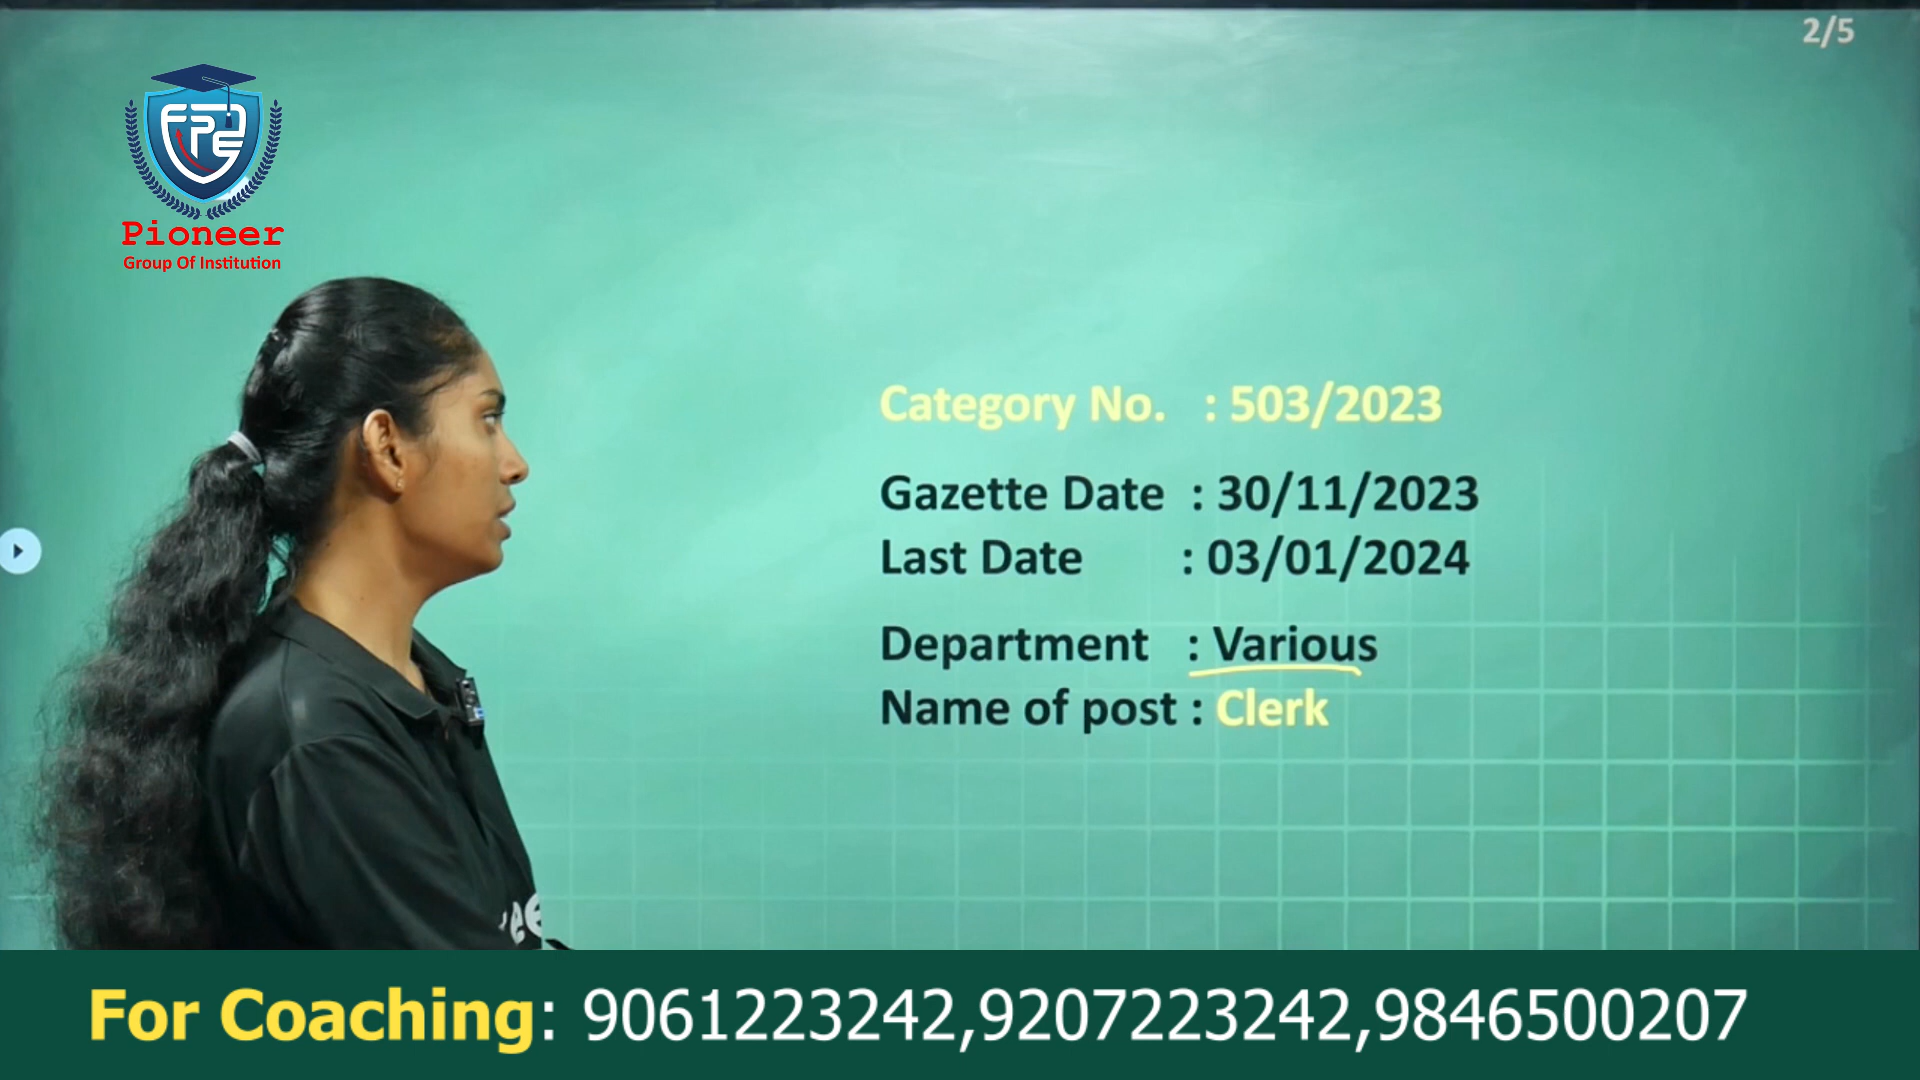 2/5
Pioneer
Group Of Institution
Category No. : 503/2023
Gazette Date : 30/11/2023
Last Date : 03/01/2024
Department : Various
Name of post : Clerk
For Coaching: 9061223242,9207223242,9846500207